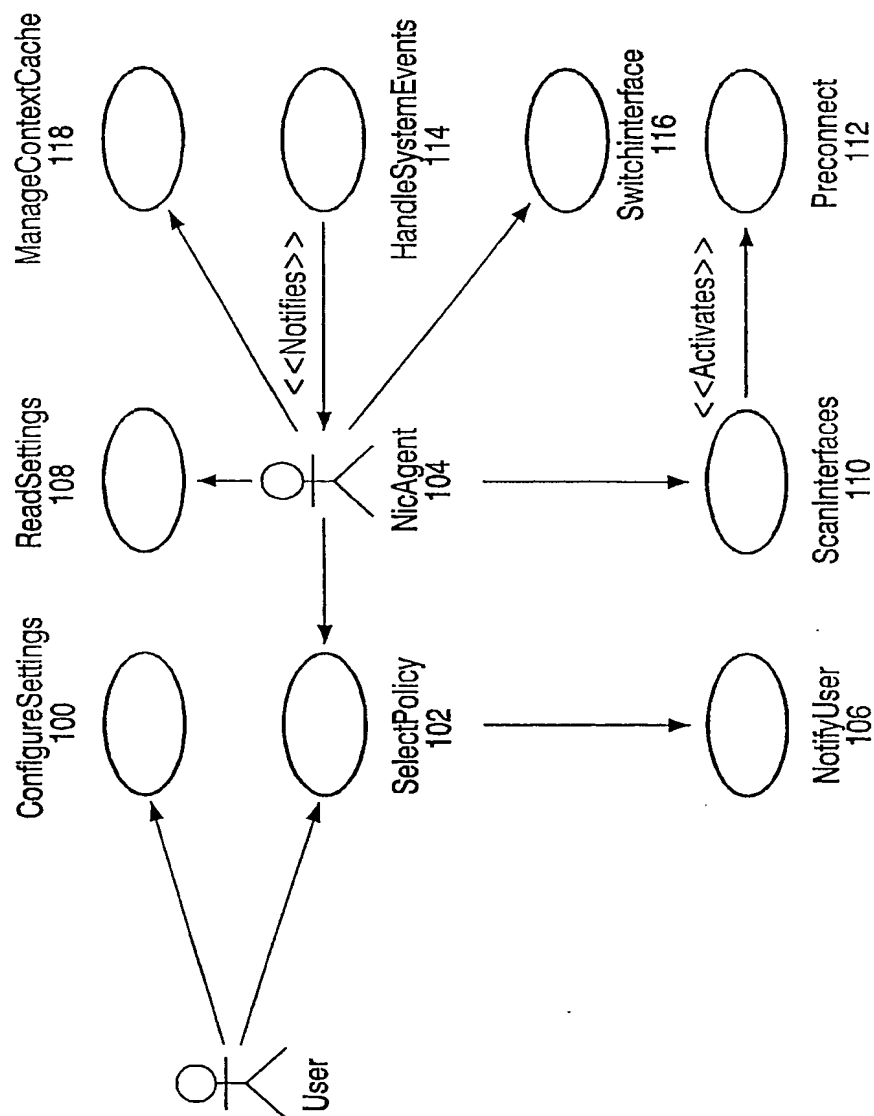 ConfigureSettings
100
ReadSettings
108
ManageContextCache
118
User
SelectPolicy
102
NicAgent
104
<<Notifies>>
HandleSystemEvents
114
Switchinterface
116
NotifyUser
106
ScanInterfaces
110
<<Activates>>
Preconnect
112